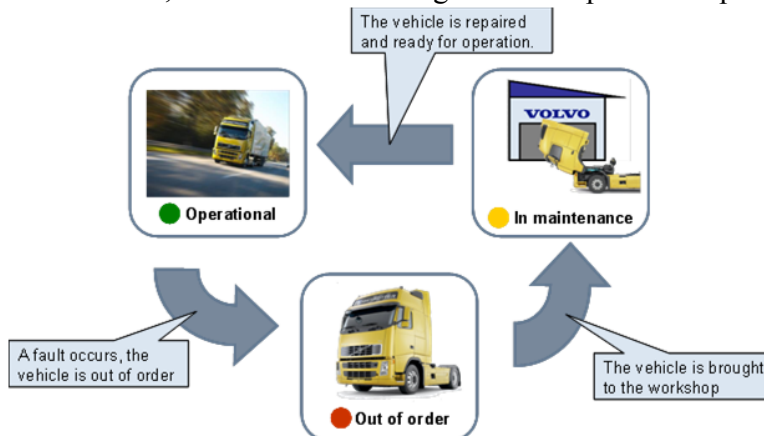 The vehicle is repaired
and ready for operation.
VOLVO
Operational
In maintenance
A fault occurs, the
vehicle is out of order
The vehicle is brought
to the workshop
Out of order